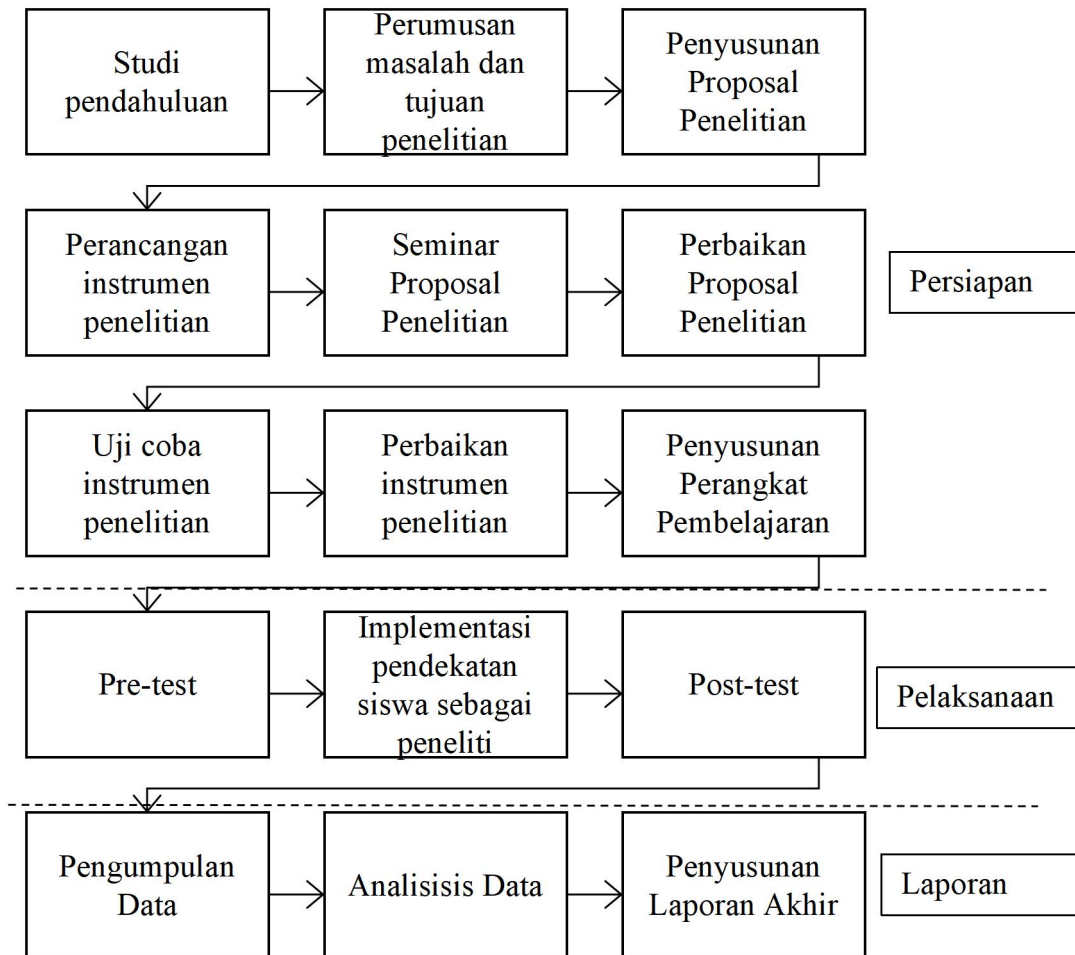 Studi
pendahuluan
Perumusan
masalah dan
tujuan
penelitian
Penyusunan
Proposal
Penelitian
Perancangan
instrumen
penelitian
Seminar
Proposal
Penelitian
Perbaikan
Proposal
Penelitian
Persiapan
Uji coba
instrumen
penelitian
Perbaikan
instrumen
penelitian
Penyusunan
Perangkat
Pembelajaran
Pre-test
Implementasi
pendekatan
siswa sebagai
peneliti
Post-test
Pelaksanaan
Pengumpulan
Data
Analisisis Data
Penyusunan
Laporan Akhir
Laporan